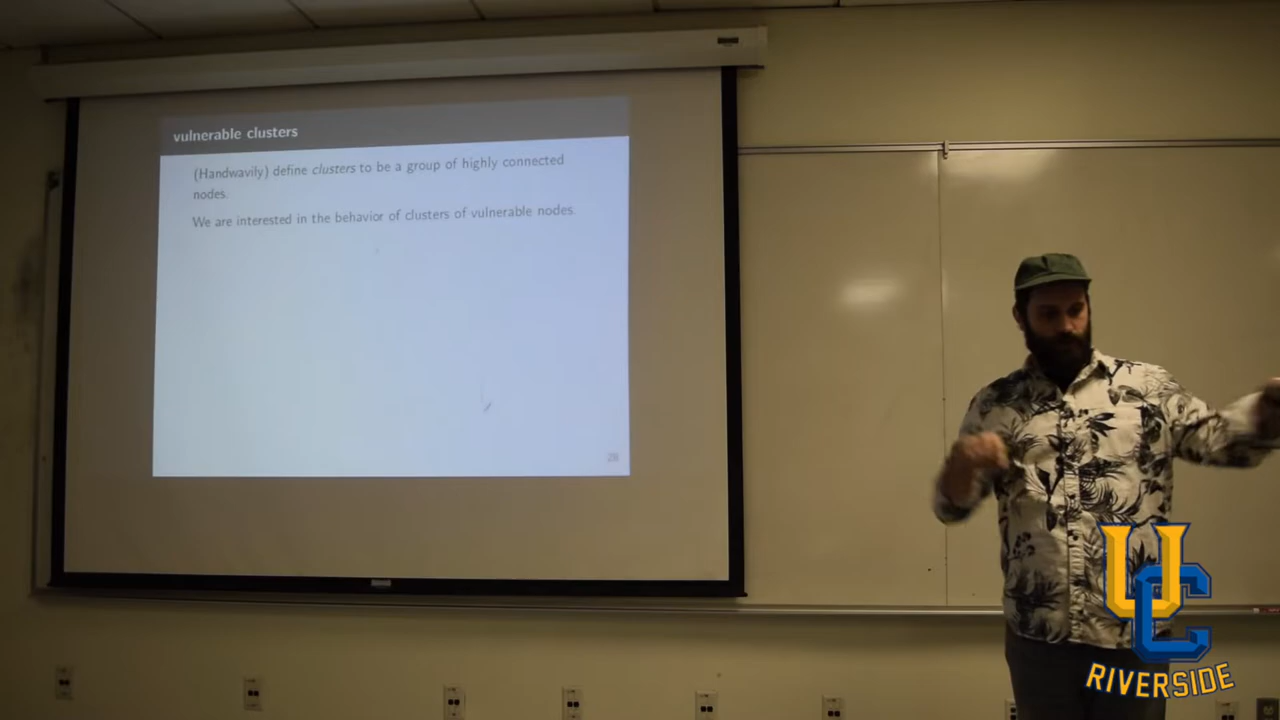 vulnerable clusters
(Handwavily) define clusters to be a group of highly connected
nodes.
We are interested in the behavior of clusters of vulnerable nodes.
28
UC
RIVERSIDE